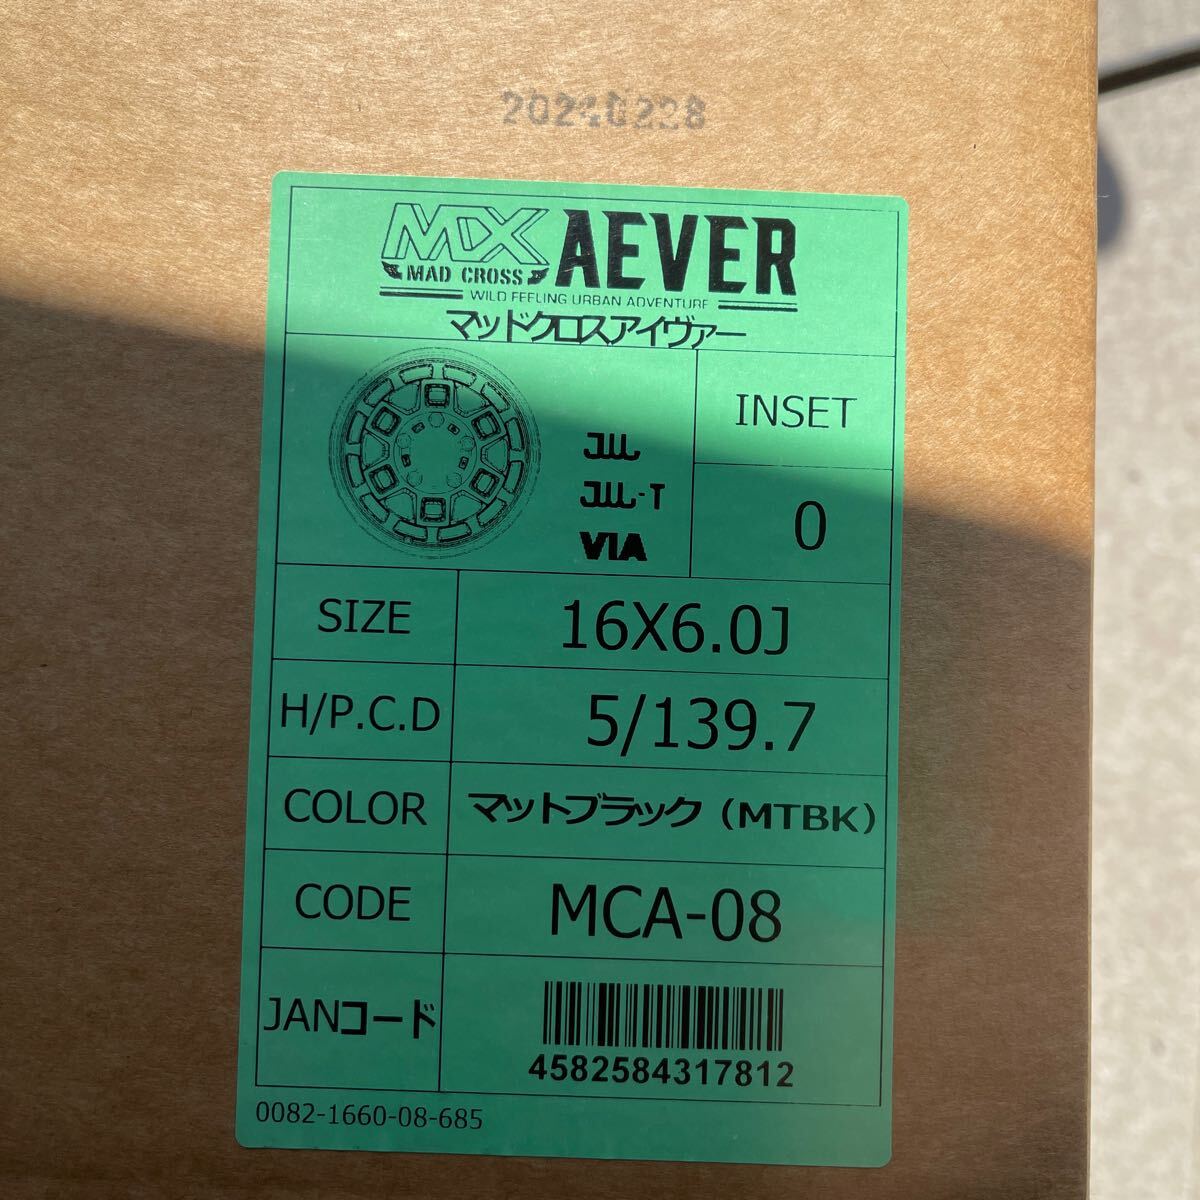 20240228
MDX AEVER
MAD CROSS
WILD FEELING URBAN ADVENTURE
マッドクロスアイヴァー
JWL
JWL-T
VIA
INSET
0
SIZE 16X6.0J
H/P.C.D 5/139.7
COLOR マットブラック（MTBK）
CODE MCA-08
JANコード 4582584317812
0082-1660-08-685